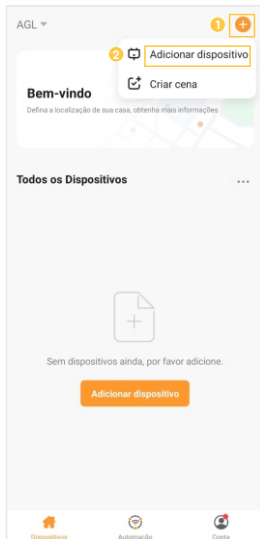 AGL
1
2 Adicionar dispositivo
Criar cena
Bem-vindo
Defina a localização de sua casa, obtenha mais informações
Todos os Dispositivos
...
Sem dispositivos ainda, por favor adicione.
Adicionar dispositivo
Dispositivos Automação Conta